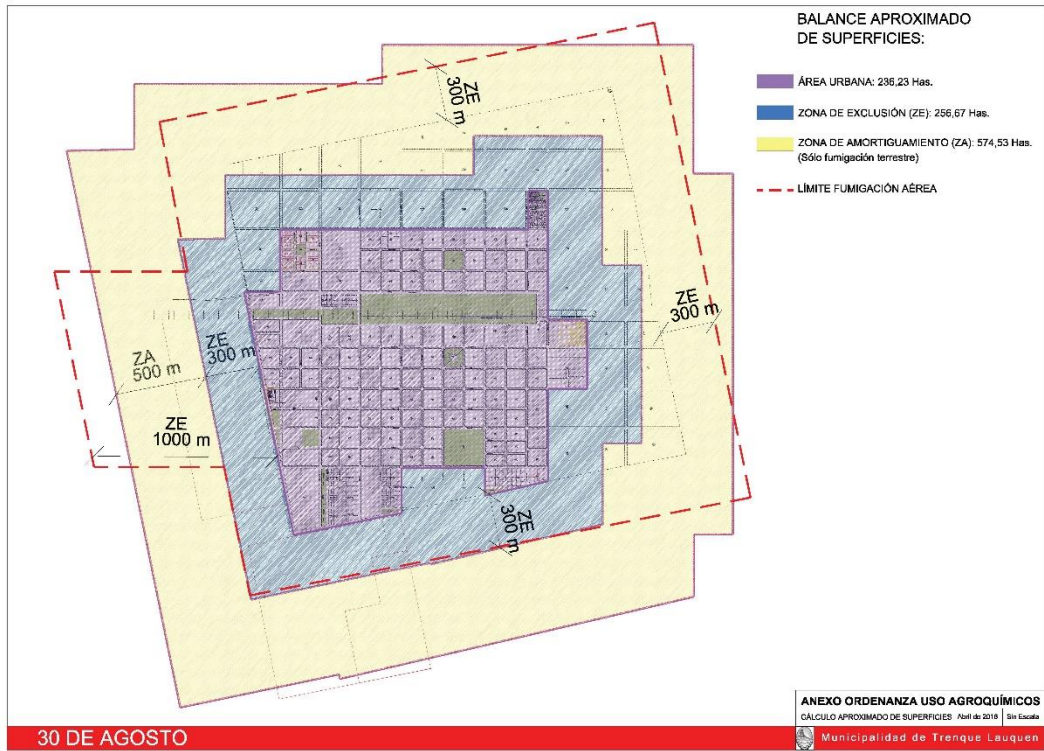 BALANCE APROXIMADO
DE SUPERFICIES:
ÁREA URBANA: 236,23 Has.
ZONA DE EXCLUSIÓN (ZE): 256,67 Has.
ZONA DE AMORTIGUAMIENTO (ZA): 574,53 Has.
(Sólo fumigación terrestre)
LÍMITE FUMIGACIÓN AÉREA
ZE
300 m
ZE
300 m
ZE
300 m
ZA
500 m
ZE
1000 m
ZE
300 m
ANEXO ORDENANZA USO AGROQUÍMICOS
CÁLCULO APROXIMADO DE SUPERFICIES Abril de 2018 Sin Escala
Municipalidad de Trenque Lauquen
30 DE AGOSTO